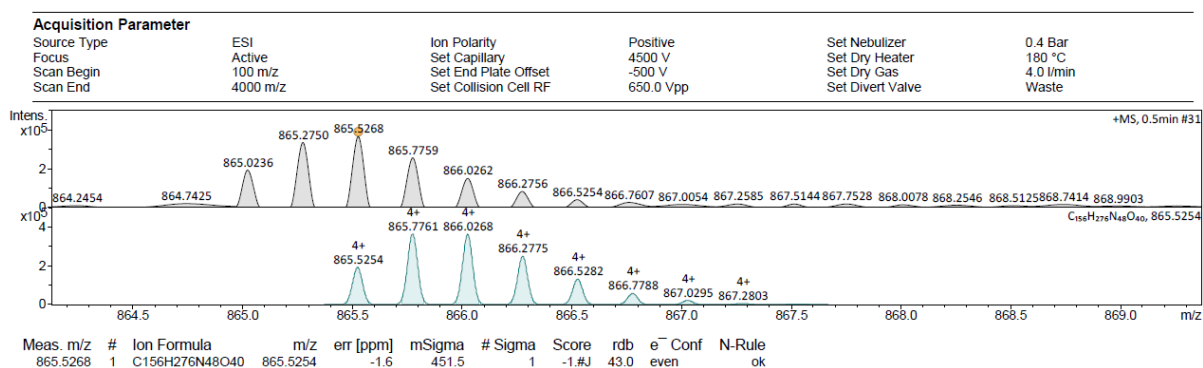 Acquisition Parameter
Source Type ESI Ion Polarity Positive Set Nebulizer 0.4 Bar
Focus Active Set Capillary 4500 V Set Dry Heater 180 °C
Scan Begin 100 m/z Set End Plate Offset -500 V Set Dry Gas 4.0 l/min
Scan End 4000 m/z Set Collision Cell RF 650.0 Vpp Set Divert Valve Waste
Intens. +MS, 0.5min #31
x10⁵
865.2750 865.5268
865.0236 865.7759
2 866.0262
864.2454 864.7425 866.2756 866.5254 866.7607 867.0054 867.2585 867.5144 867.7528 868.0078 868.2546 868.5125 868.7414 868.9903
0
x10⁵ C₁₅₆H₂₇₆N₄₈O₄₀, 865.5254
4+ 4+
4 865.7761 866.0268
4+ 4+
865.5254 866.2775
2 4+
866.5282 4+
866.7788 4+ 4+
867.0295 867.2803
0
864.5 865.0 865.5 866.0 866.5 867.0 867.5 868.0 868.5 869.0 m/z
Meas. m/z # Ion Formula m/z err [ppm] mSigma # Sigma Score rdb e⁻ Conf N-Rule
865.5268 1 C156H276N48O40 865.5254 -1.6 451.5 1 -1.#J 43.0 even ok